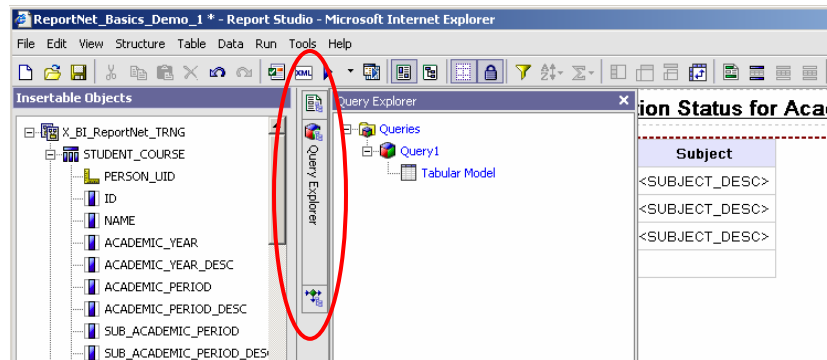 ReportNet_Basics_Demo_1 * - Report Studio - Microsoft Internet Explorer
File Edit View Structure Table Data Run Tools Help
XML
Insertable Objects
X_BI_ReportNet_TRNG
STUDENT_COURSE
PERSON_UID
ID
NAME
ACADEMIC_YEAR
ACADEMIC_YEAR_DESC
ACADEMIC_PERIOD
ACADEMIC_PERIOD_DESC
SUB_ACADEMIC_PERIOD
SUB_ACADEMIC_PERIOD_DES
Query Explorer
Query Explorer
Queries
Query1
Tabular Model
ion Status for Aca
Subject
<SUBJECT_DESC>
<SUBJECT_DESC>
<SUBJECT_DESC>